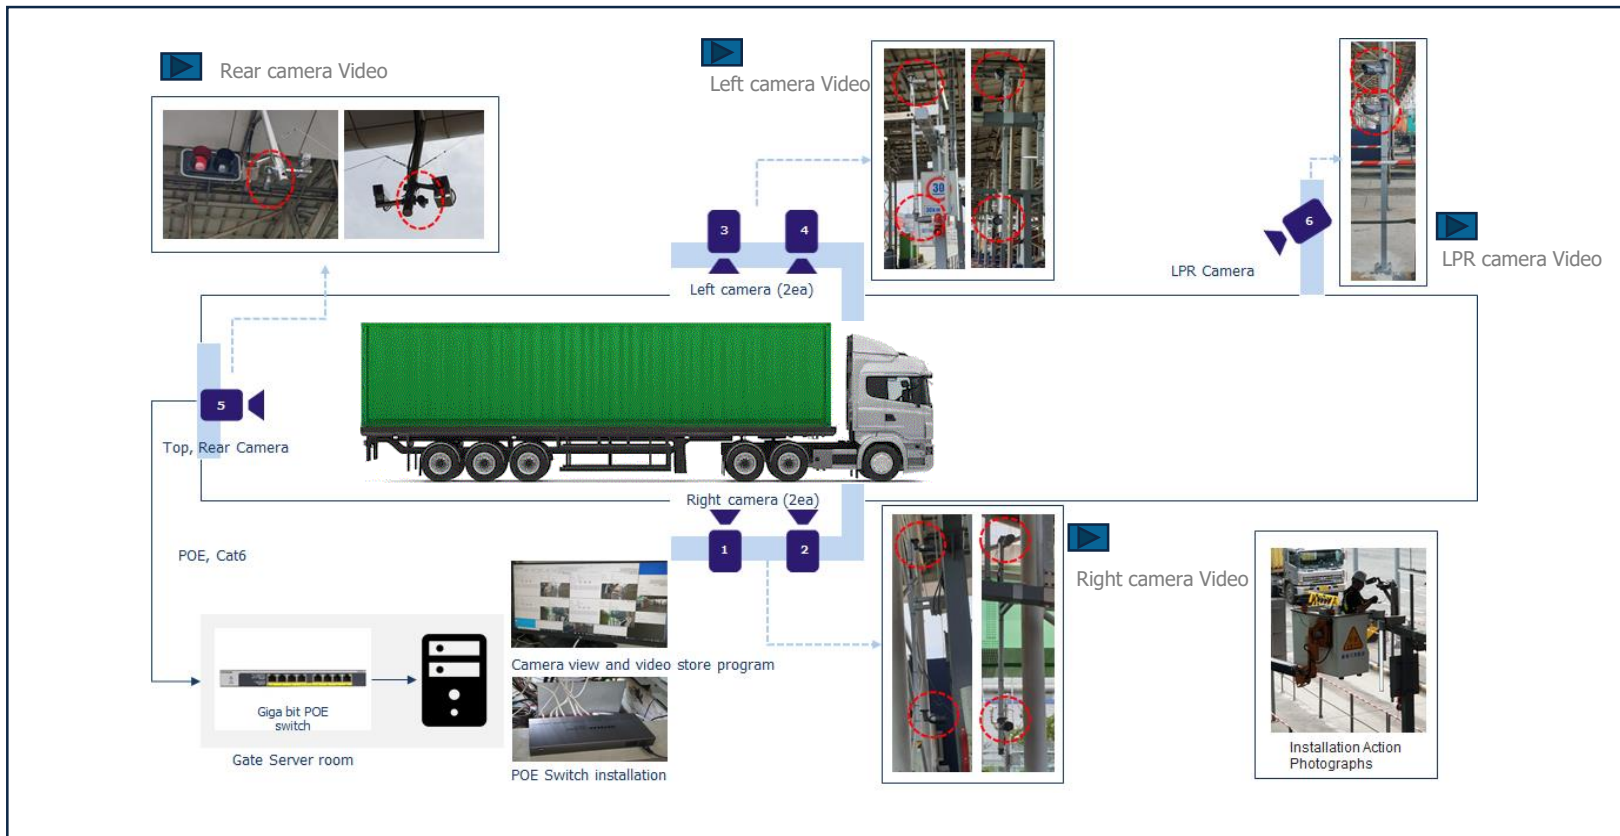 Rear camera Video
Left camera Video
30
3
4
6
LPR Camera
LPR camera Video
Left camera (2ea)
5
Top, Rear Camera
Right camera (2ea)
1
2
POE, Cat6
Right camera Video
Camera view and video store program
Giga bit POE
switch
Gate Server room
POE Switch installation
Installation Action
Photographs